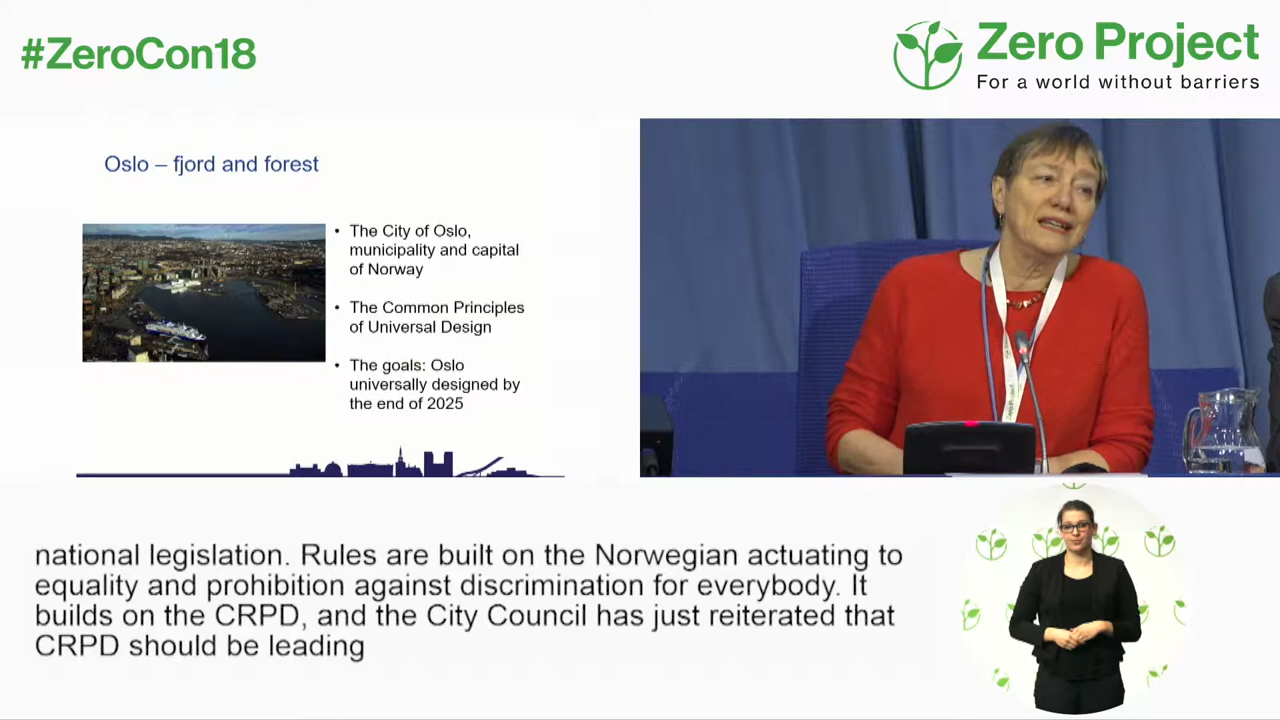 #ZeroCon18
Zero Project
For a world without barriers
Oslo – fjord and forest
• The City of Oslo,
municipality and capital
of Norway
• The Common Principles
of Universal Design
• The goals: Oslo
universally designed by
the end of 2025
national legislation. Rules are built on the Norwegian actuating to
equality and prohibition against discrimination for everybody. It
builds on the CRPD, and the City Council has just reiterated that
CRPD should be leading